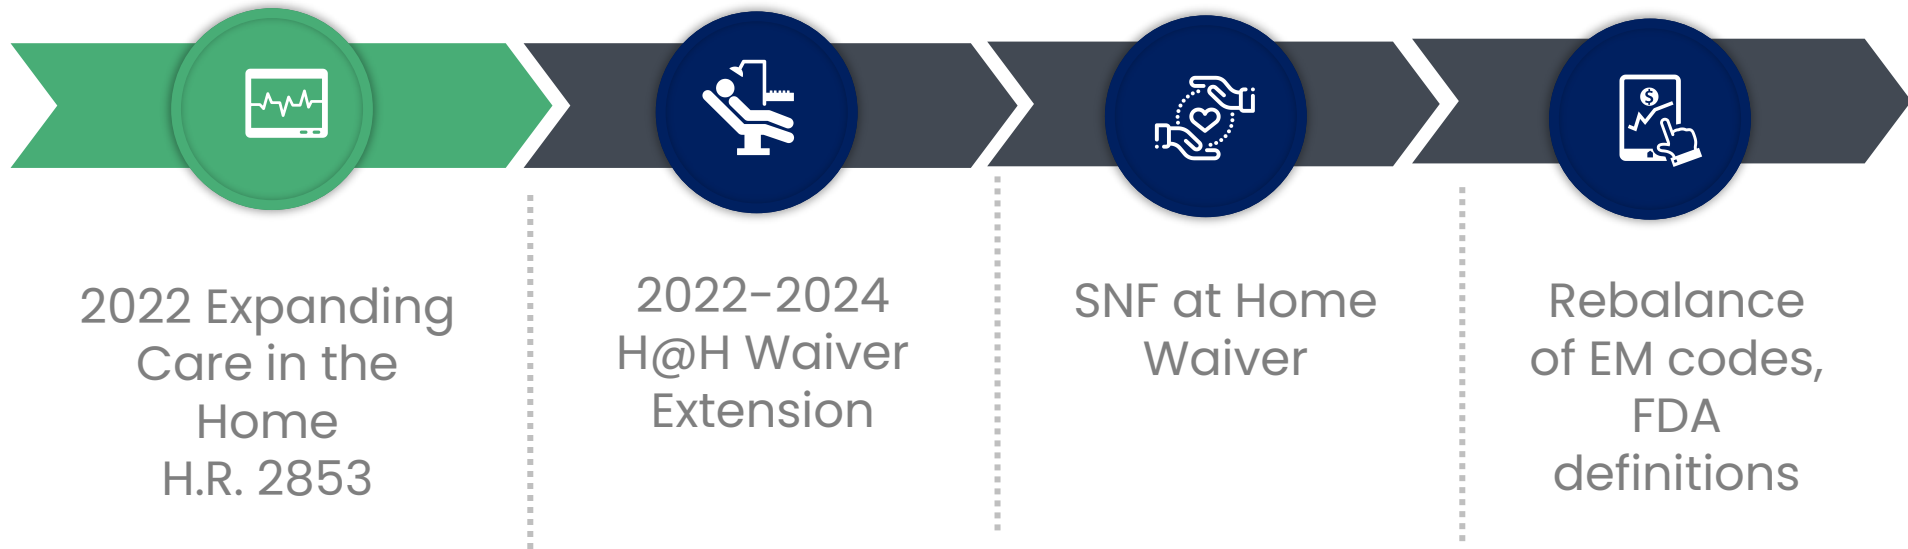 2022 Expanding
Care in the
Home
H.R. 2853
2022-2024
H@H Waiver
Extension
SNF at Home
Waiver
Rebalance
of EM codes,
FDA
definitions
$